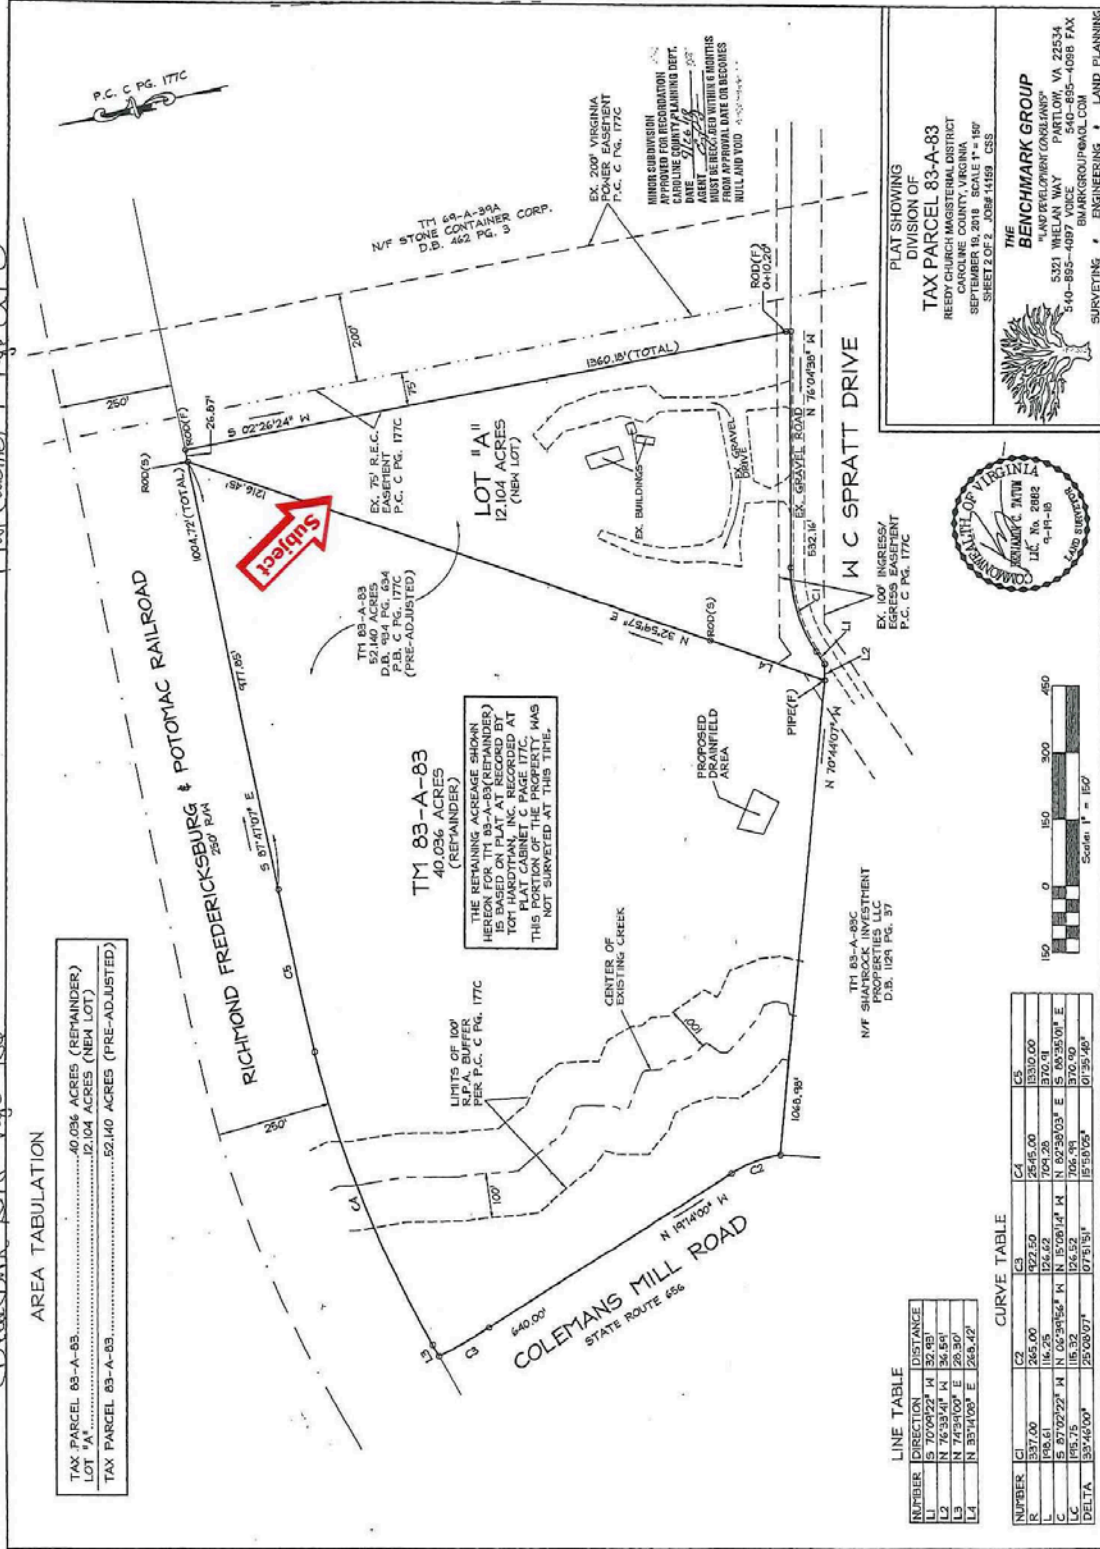 AREA TABULATION
TAX PARCEL 83-A-83 40.036 ACRES (REMAINDER)
LOT "A" 12.104 ACRES (NEW LOT)
TAX PARCEL 83-A-83 52.140 ACRES (PRE-ADJUSTED)
P.C. C PG. 177C
RICHMOND FREDERICKSBURG & POTOMAC RAILROAD
250' R/W
250'
250'
L3
C4
C5
S 87°47'07" E
977.85'
1004.72'(TOTAL)
ROD(S)
ROD(F)
26.87'
TM 69-A-39A
N/F STONE CONTAINER CORP.
D.B. 462 PG. 3
200'
75'
EX. 200' VIRGINIA
POWER EASEMENT
P.C. C PG. 177C
S 02°26'24" W
1360.18'(TOTAL)
EX. 75' R.E.C.
EASEMENT
P.C. C PG. 177C
1216.45'
Subject
TM 83-A-83
52.140 ACRES
D.B. 934 PG. 634
P.B. C PG. 177C
(PRE-ADJUSTED)
LOT "A"
12.104 ACRES
(NEW LOT)
EX. BUILDINGS
EX. GRAVEL
DRIVE
ROD(F)
0+10.20'
TM 83-A-83
40.036 ACRES
(REMAINDER)
THE REMAINING ACREAGE SHOWN
HEREON FOR TM 83-A-83(REMAINDER)
IS BASED ON PLAT AT RECORD BY
TOM HARDYMAN, INC. RECORDED AT
PLAT CABINET C PAGE 177C.
THIS PORTION OF THE PROPERTY WAS
NOT SURVEYED AT THIS TIME.
LIMITS OF 100'
R.P.A. BUFFER
PER P.C. C PG. 177C
100'
CENTER OF
EXISTING CREEK
100'
N 32°59'57" E
ROD(S)
L4
PROPOSED
DRAINFIELD
AREA
PIPE(F)
L2
L1
C1
532.16'
EX. GRAVEL ROAD
N 76°04'38" W
W C SPRATT DRIVE
EX. 100' INGRESS/
EGRESS EASEMENT
P.C. C PG. 177C
N 70°44'07" W
1068.98'
C2
N 19°14'00" W
640.00'
C3
COLEMANS MILL ROAD
STATE ROUTE 656
TM 83-A-83C
N/F SHAMROCK INVESTMENT
PROPERTIES LLC
D.B. 1129 PG. 37
MINOR SUBDIVISION
APPROVED FOR RECORDATION
CAROLINE COUNTY PLANNING DEPT.
DATE
AGENT
MUST BE RECORDED WITHIN 6 MONTHS
FROM APPROVAL DATE OR BECOMES
NULL AND VOID
LINE TABLE
NUMBER DIRECTION DISTANCE
L1 S 70°09'22" W 32.93'
L2 N 76°33'41" W 36.59'
L3 N 74°39'00" E 28.30'
L4 N 33°14'08" E 268.42'
CURVE TABLE
NUMBER C1 C2 C3 C4 C5
R 337.00 265.00 922.50 2545.00 13310.00
L 198.61 116.25 126.62 709.28 370.91
C S 87°02'22" W N 06°39'56" W N 15°08'14" W N 82°38'03" E S 88°35'01" E
LC 195.75 115.32 126.52 706.99 370.90
DELTA 33°46'00" 25°08'07" 07°51'51" 15°58'05" 01°35'48"
150 0 150 300 450
Scale: 1" = 150'
COMMONWEALTH OF VIRGINIA
BENJAMIN C. TATUM
LIC. No. 2882
9-19-18
LAND SURVEYOR
PLAT SHOWING
DIVISION OF
TAX PARCEL 83-A-83
REEDY CHURCH MAGISTERIAL DISTRICT
CAROLINE COUNTY, VIRGINIA
SEPTEMBER 19, 2018 SCALE 1" = 150'
SHEET 2 OF 2 JOB# 14159 CSS
THE
BENCHMARK GROUP
"LAND DEVELOPMENT CONSULTANTS"
5321 WHELAN WAY PARTLOW, VA 22534
540-895-4097 VOICE 540-895-4098 FAX
BMARKGROUP@AOL.COM
SURVEYING • ENGINEERING • LAND PLANNING